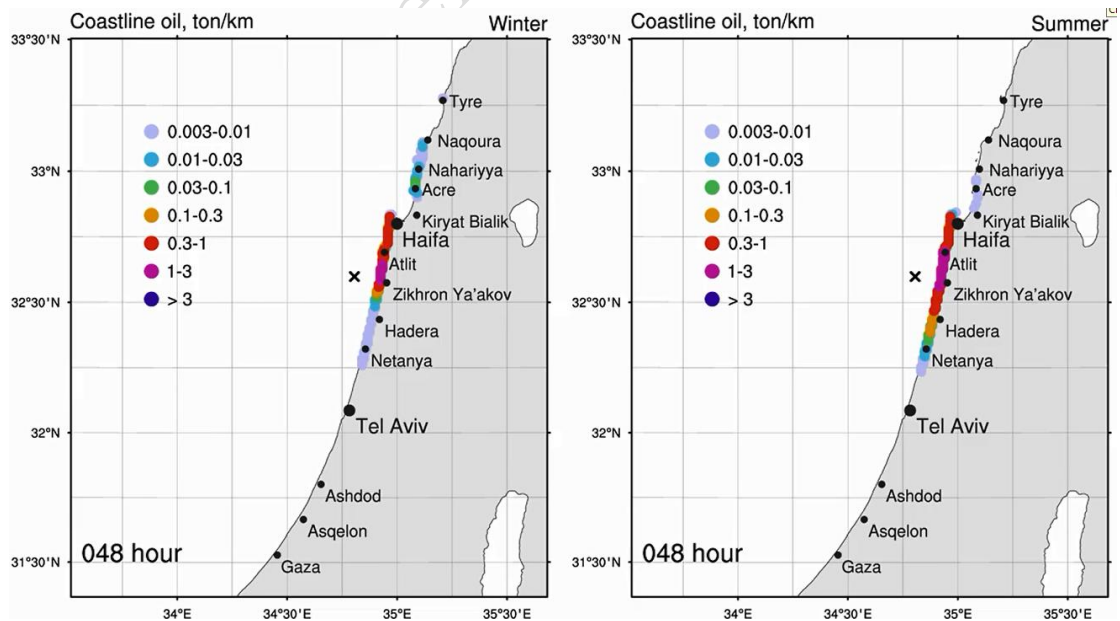 Coastline oil, ton/km Winter
33°30'N
Tyre
0.003-0.01
Naqoura
0.01-0.03
33°N
Nahariyya
0.03-0.1
Acre
0.1-0.3
Kiryat Bialik
0.3-1
Haifa
1-3
Atlit
> 3
32°30'N
Zikhron Ya'akov
Hadera
Netanya
32°N
Tel Aviv
Ashdod
Asqelon
31°30'N
048 hour
Gaza
34°E 34°30'E 35°E 35°30'E
Coastline oil, ton/km Summer
33°30'N
Tyre
0.003-0.01
Naqoura
0.01-0.03
33°N
Nahariyya
0.03-0.1
Acre
0.1-0.3
Kiryat Bialik
0.3-1
Haifa
1-3
Atlit
> 3
32°30'N
Zikhron Ya'akov
Hadera
Netanya
32°N
Tel Aviv
Ashdod
Asqelon
31°30'N
048 hour
Gaza
34°E 34°30'E 35°E 35°30'E